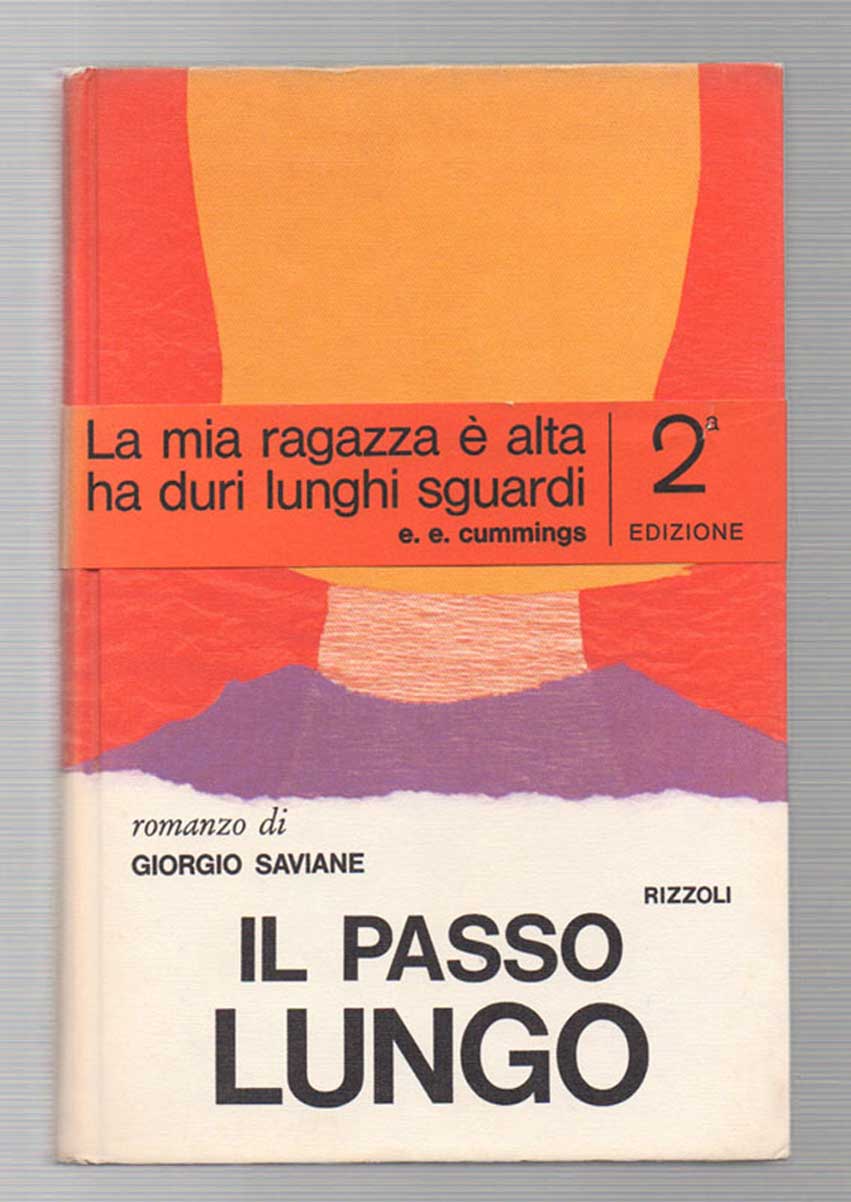 La mia ragazza è alta
ha duri lunghi sguardi
e. e. cummings
2ª
EDIZIONE
romanzo di
GIORGIO SAVIANE
RIZZOLI
IL PASSO
LUNGO